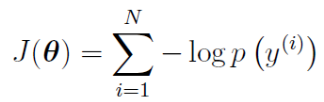 J(θ) = ∑_{i=1}^{N} − log p (y^{(i)})